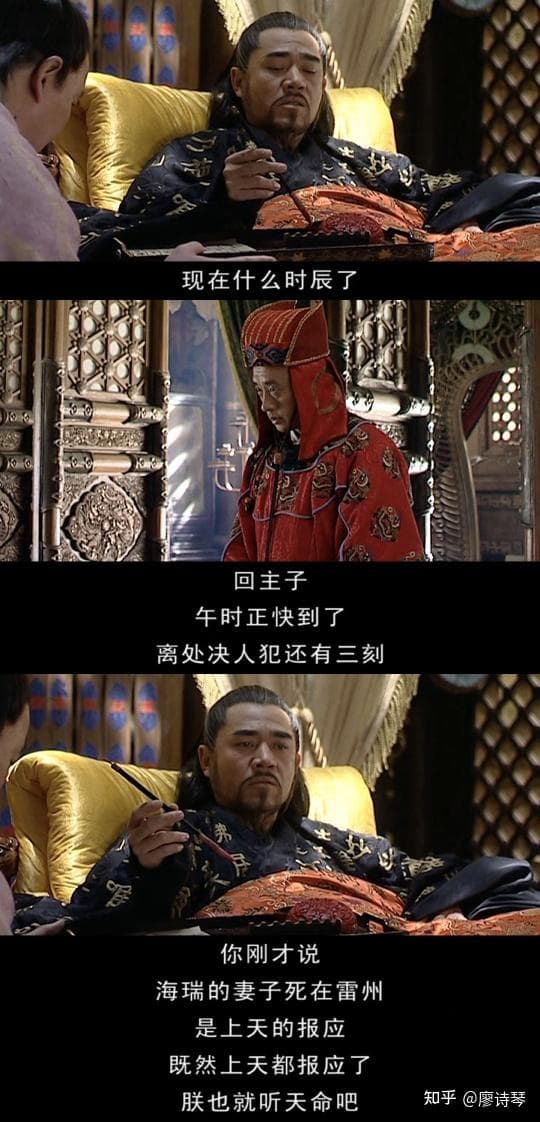 现在什么时辰了
回主子
午时正快到了
离处决人犯还有三刻
你刚才说
海瑞的妻子死在雷州
是上天的报应
既然上天都报应了
朕也就听天命吧
知乎 @廖诗琴